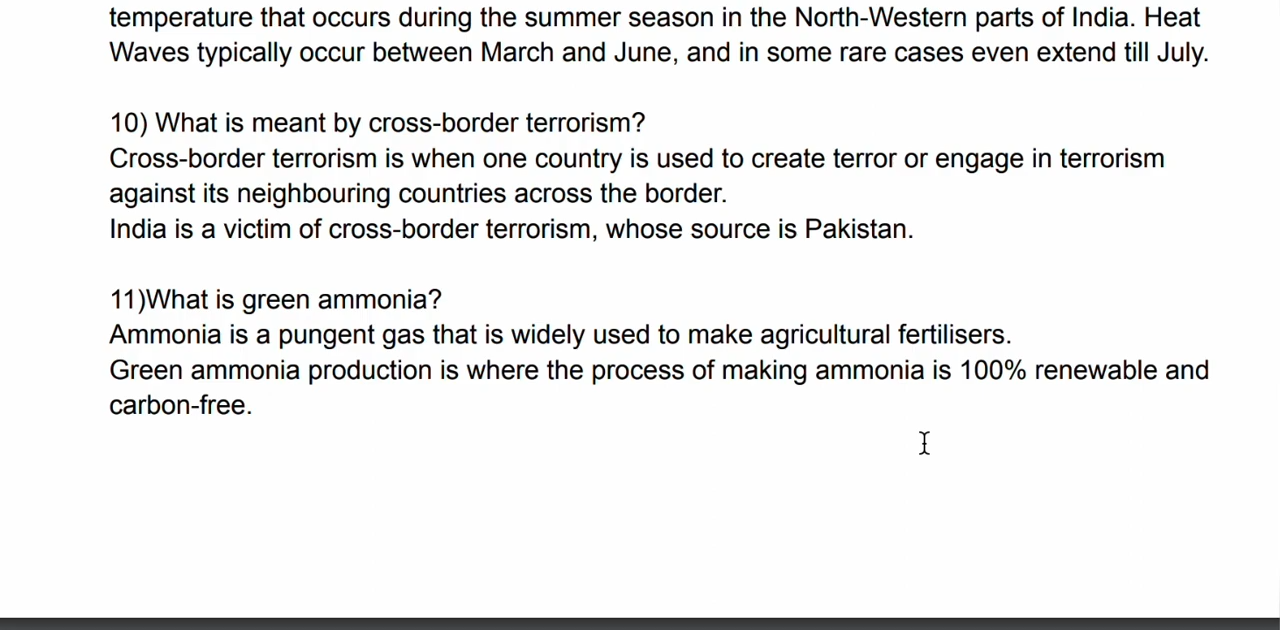 temperature that occurs during the summer season in the North-Western parts of India. Heat
Waves typically occur between March and June, and in some rare cases even extend till July.
10) What is meant by cross-border terrorism?
Cross-border terrorism is when one country is used to create terror or engage in terrorism
against its neighbouring countries across the border.
India is a victim of cross-border terrorism, whose source is Pakistan.
11)What is green ammonia?
Ammonia is a pungent gas that is widely used to make agricultural fertilisers.
Green ammonia production is where the process of making ammonia is 100% renewable and
carbon-free.